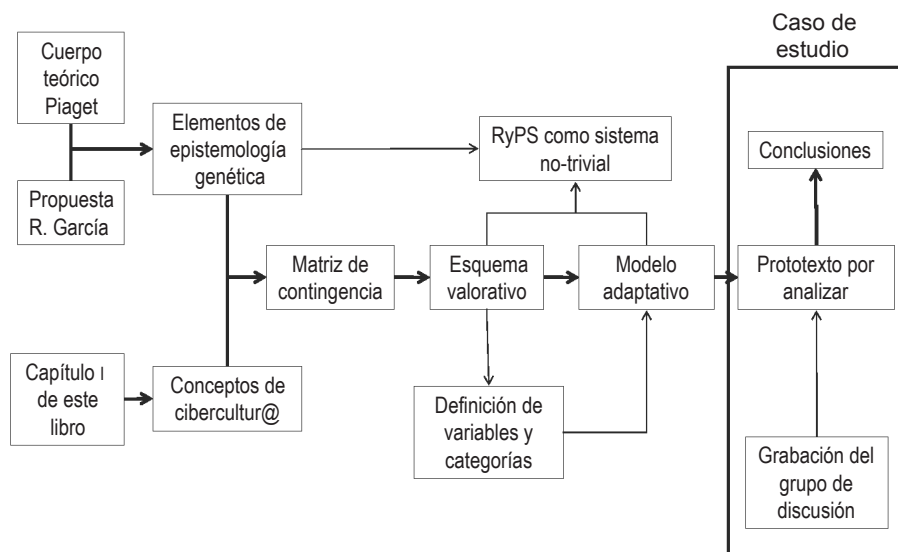 Caso de
estudio
Cuerpo
teórico
Piaget
Elementos de
epistemología
genética
RyPS como sistema
no-trivial
Conclusiones
Propuesta
R. García
Matriz de
contingencia
Esquema
valorativo
Modelo
adaptativo
Prototexto por
analizar
Capítulo I
de este
libro
Conceptos de
cibercultur@
Definición de
variables y
categorías
Grabación del
grupo de
discusión